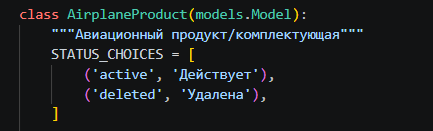 class AirplaneProduct(models.Model):
    """Авиационный продукт/комплектующая"""
    STATUS_CHOICES = [
        ('active', 'Действует'),
        ('deleted', 'Удалена'),
    ]